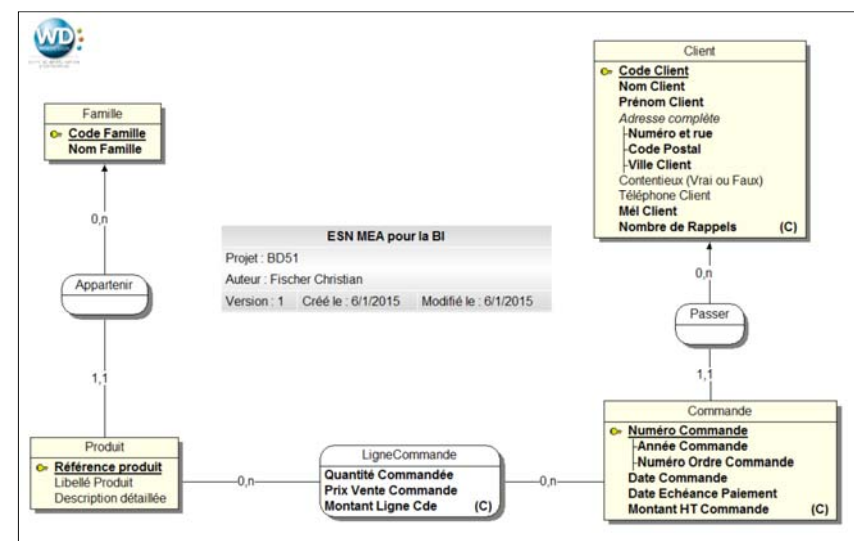 WD:
Client
Code Client
Nom Client
Prénom Client
Adresse complète
Numéro et rue
Code Postal
Ville Client
Contentieux (Vrai ou Faux)
Téléphone Client
Mél Client
Nombre de Rappels (C)
Famille
Code Famille
Nom Famille
0,n
ESN MEA pour la BI
Projet : BD51
Auteur : Fischer Christian
Version : 1 Créé le : 6/1/2015 Modifié le : 6/1/2015
0,n
Appartenir
Passer
1,1
1,1
Produit
Référence produit
Libellé Produit
Description détaillée
0,n
LigneCommande
Quantité Commandée
Prix Vente Commande
Montant Ligne Cde (C)
0,n
Commande
Numéro Commande
Année Commande
Numéro Ordre Commande
Date Commande
Date Echéance Paiement
Montant HT Commande (C)